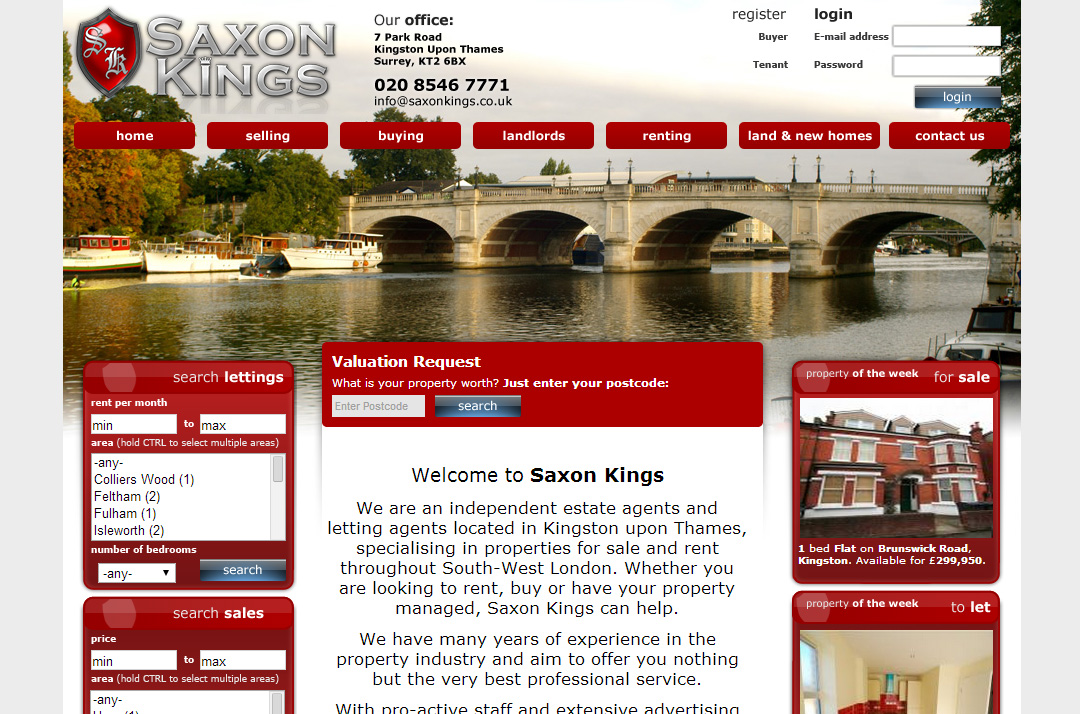 SK
SAXON
KINGS
Our office:
7 Park Road
Kingston Upon Thames
Surrey, KT2 6BX
020 8546 7771
info@saxonkings.co.uk
register
Buyer
Tenant
login
E-mail address
Password
login
home
selling
buying
landlords
renting
land & new homes
contact us
search lettings
rent per month
min to max
area (hold CTRL to select multiple areas)
-any-
Colliers Wood (1)
Feltham (2)
Fulham (1)
Isleworth (2)
number of bedrooms
-any- search
search sales
price
min to max
area (hold CTRL to select multiple areas)
-any-
Valuation Request
What is your property worth? Just enter your postcode:
Enter Postcode search
Welcome to Saxon Kings
We are an independent estate agents and
letting agents located in Kingston upon Thames,
specialising in properties for sale and rent
throughout South-West London. Whether you
are looking to rent, buy or have your property
managed, Saxon Kings can help.
We have many years of experience in the
property industry and aim to offer you nothing
but the very best professional service.
With pro-active staff and extensive advertising
property of the week for sale
1 bed Flat on Brunswick Road,
Kingston. Available for £299,950.
property of the week to let